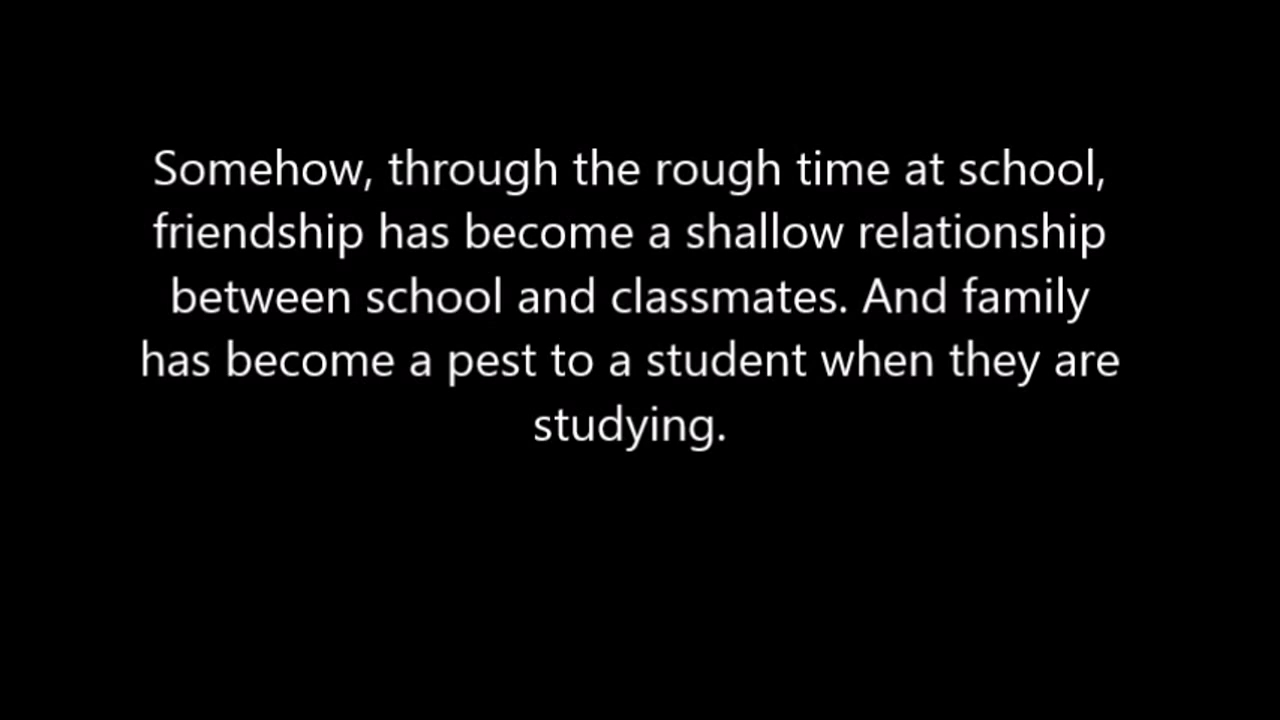 Somehow, through the rough time at school,
friendship has become a shallow relationship
between school and classmates. And family
has become a pest to a student when they are
studying.